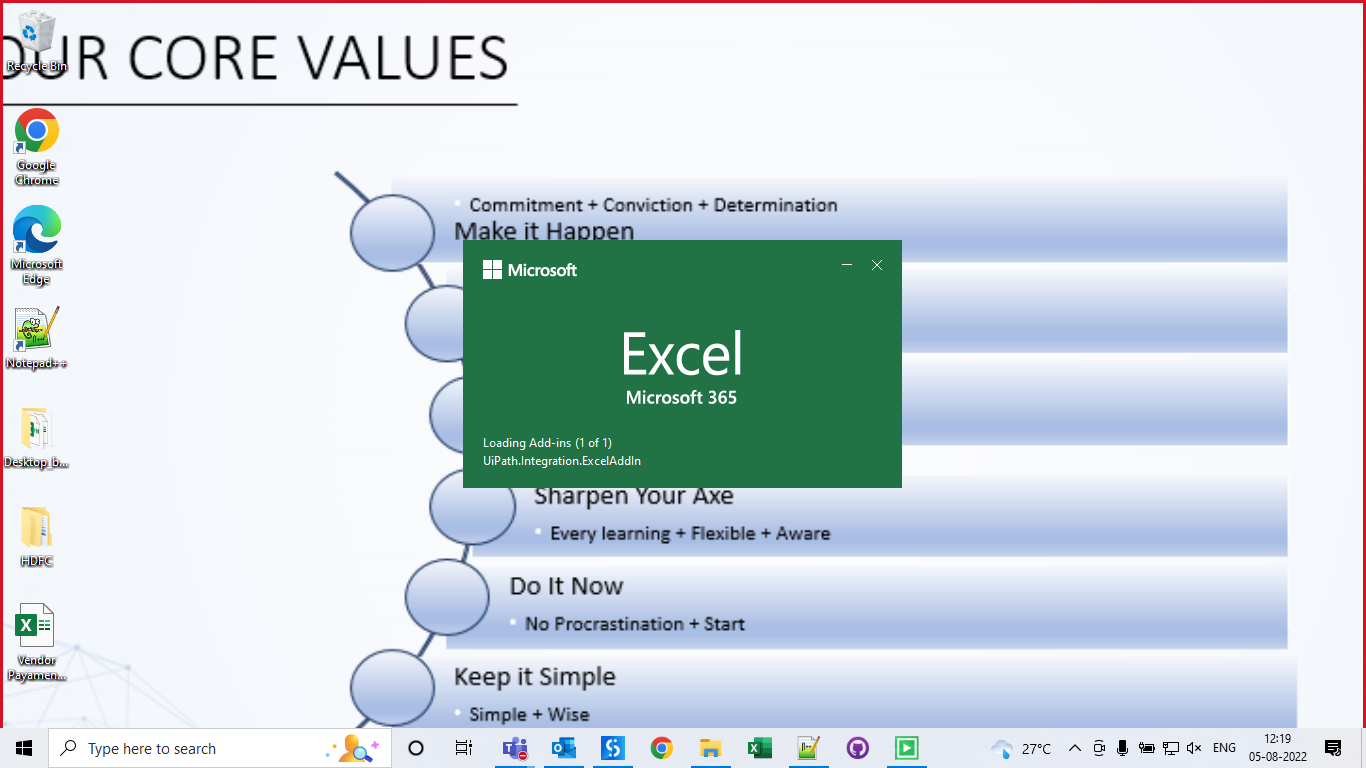 OUR CORE VALUES
Recycle Bin
Google
Chrome
Microsoft
Edge
Notepad++
Desktop_b...
HDFC
Vendor
Paymen...
Commitment + Conviction + Determination
Make it Happen
Microsoft
Excel
Microsoft 365
Loading Add-ins (1 of 1)
UiPath.Integration.ExcelAddIn
Sharpen Your Axe
Every learning + Flexible + Aware
Do It Now
No Procrastination + Start
Keep it Simple
Simple + Wise
Type here to search
27°C
ENG
12:19
05-08-2022